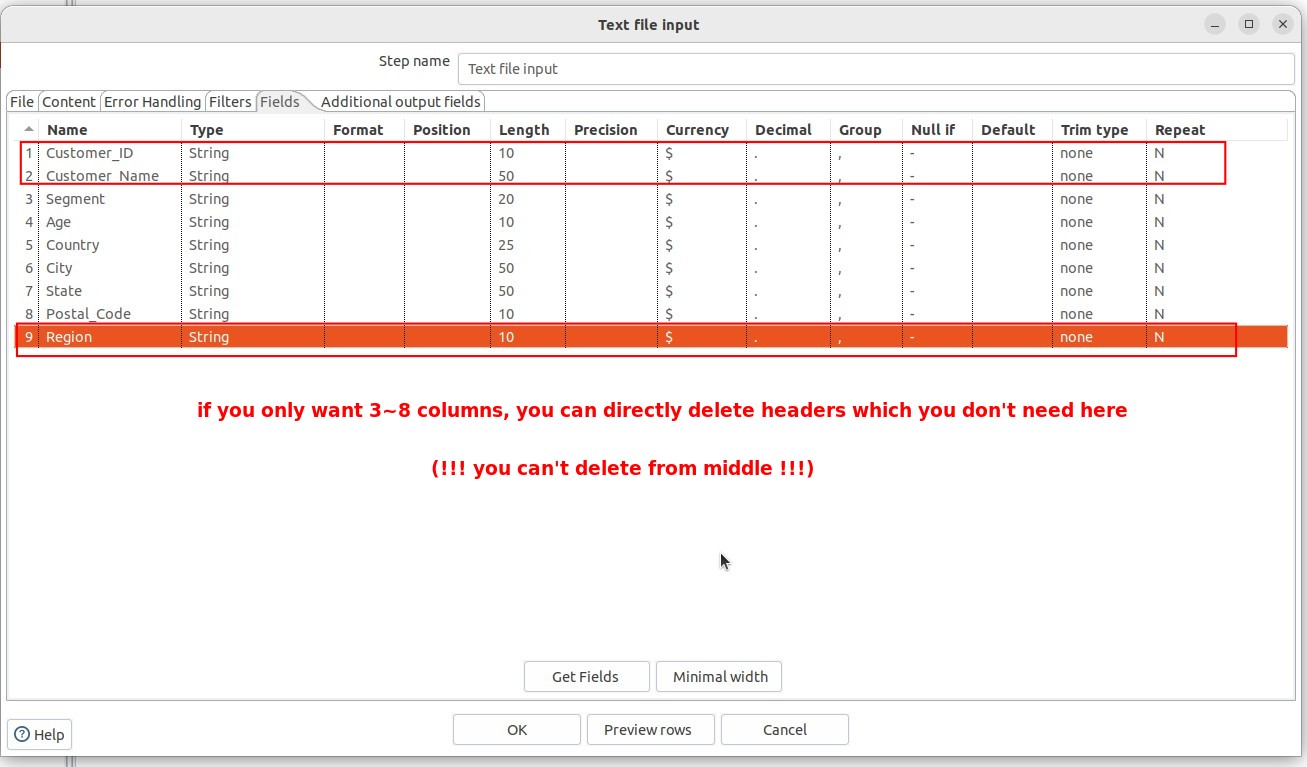 Text file input
Step name Text file input
File Content Error Handling Filters Fields Additional output fields
Name Type Format Position Length Precision Currency Decimal Group Null if Default Trim type Repeat
1 Customer_ID String 10 $ . , - none N
2 Customer_Name String 50 $ . , - none N
3 Segment String 20 $ . , - none N
4 Age String 10 $ . , - none N
5 Country String 25 $ . , - none N
6 City String 50 $ . , - none N
7 State String 50 $ . , - none N
8 Postal_Code String 10 $ . , - none N
9 Region String 10 $ . , - none N
if you only want 3~8 columns, you can directly delete headers which you don't need here
(!!! you can't delete from middle !!!)
Get Fields Minimal width
OK Preview rows Cancel
? Help